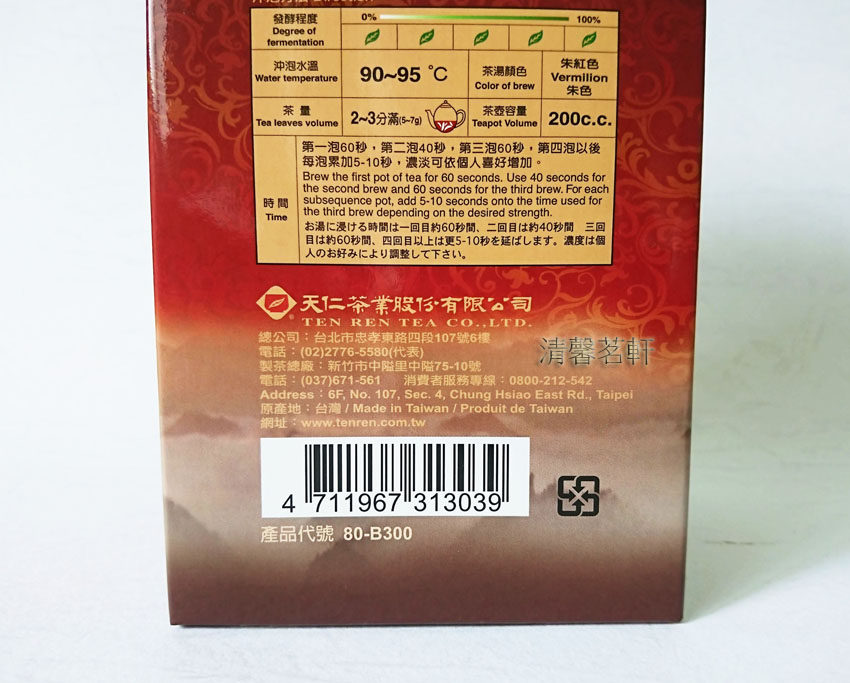 發酵程度
Degree of
fermentation
0%
100%
沖泡水溫
Water temperature
90~95 ℃
茶湯顏色
Color of brew
朱紅色
Vermilion
朱色
茶 量
Tea leaves volume
2~3分滿(5~7g)
茶壺容量
Teapot Volume
200c.c.
時 間
Time
第一泡60秒，第二泡40秒，第三泡60秒，第四泡以後
每泡累加5-10秒，濃淡可依個人喜好增加。
Brew the first pot of tea for 60 seconds. Use 40 seconds for
the second brew and 60 seconds for the third brew. For each
subsequence pot, add 5-10 seconds onto the time used for
the third brew depending on the desired strength.
お湯に浸ける時間は一回目約60秒間、二回目は約40秒間 三回
目は約60秒間、四回目以上は更5-10秒を延ばします。濃度は個
人のお好みにより調整して下さい。
天仁茶業股份有限公司
®
TEN REN TEA CO.,LTD.
總公司：台北市忠孝東路四段107號6樓
電話：(02)2776-5580(代表)
製茶總廠：新竹市中隘里中隘75-10號
電話：(037)671-561 消費者服務專線：0800-212-542
Address：6F, No. 107, Sec. 4, Chung Hsiao East Rd., Taipei
原產地：台灣 / Made in Taiwan / Produit de Taiwan
網址：www.tenren.com.tw
清馨茗軒
4 711967 313039
產品代號 80-B300